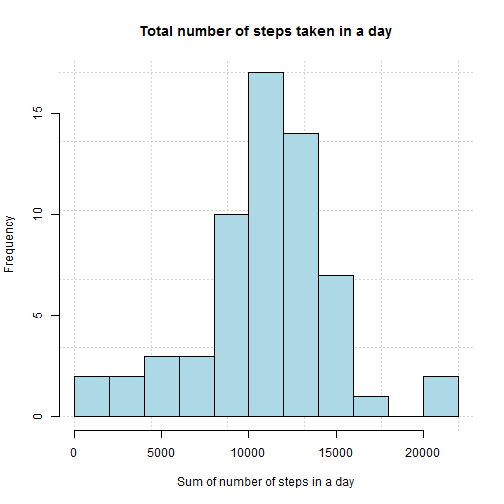 Total number of steps taken in a day
Frequency
15
10
5
0
0 5000 10000 15000 20000
Sum of number of steps in a day